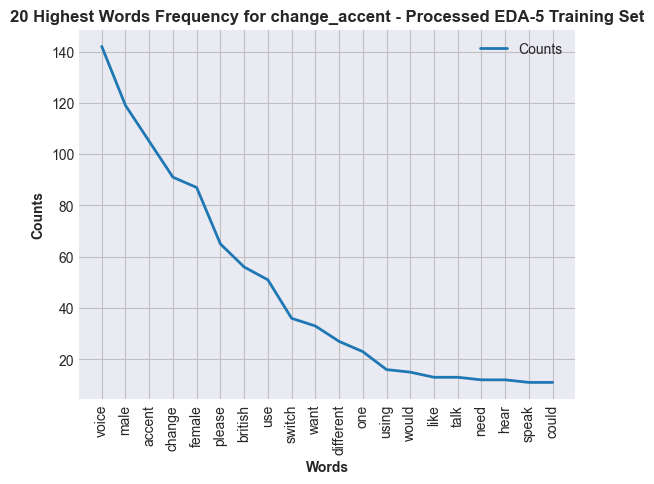 20 Highest Words Frequency for change_accent - Processed EDA-5 Training Set
Counts
140
120
100
80
60
40
20
Counts
voice
male
accent
change
female
please
british
use
switch
want
different
one
using
would
like
talk
need
hear
speak
could
Words